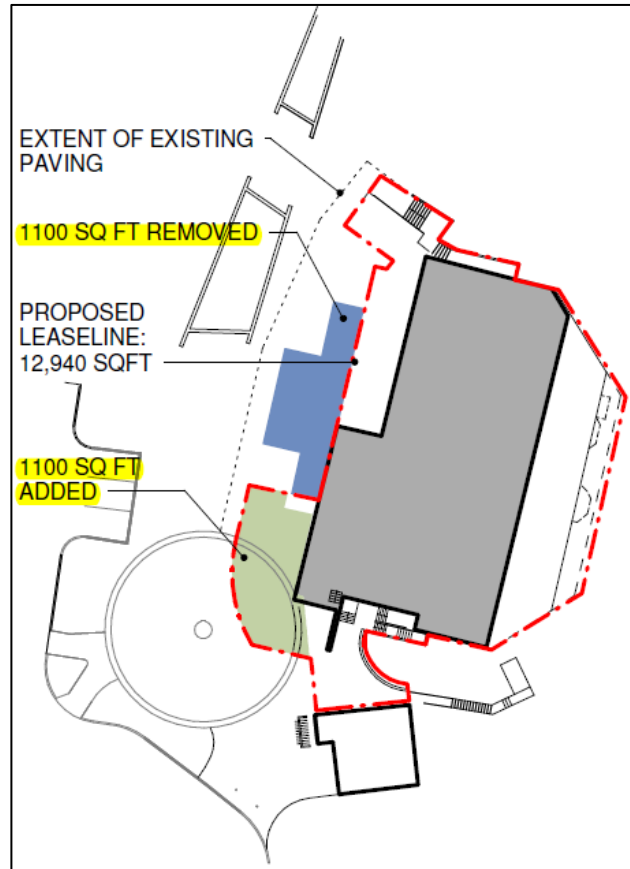 EXTENT OF EXISTING
PAVING
1100 SQ FT REMOVED
PROPOSED
LEASELINE:
12,940 SQFT
1100 SQ FT
ADDED